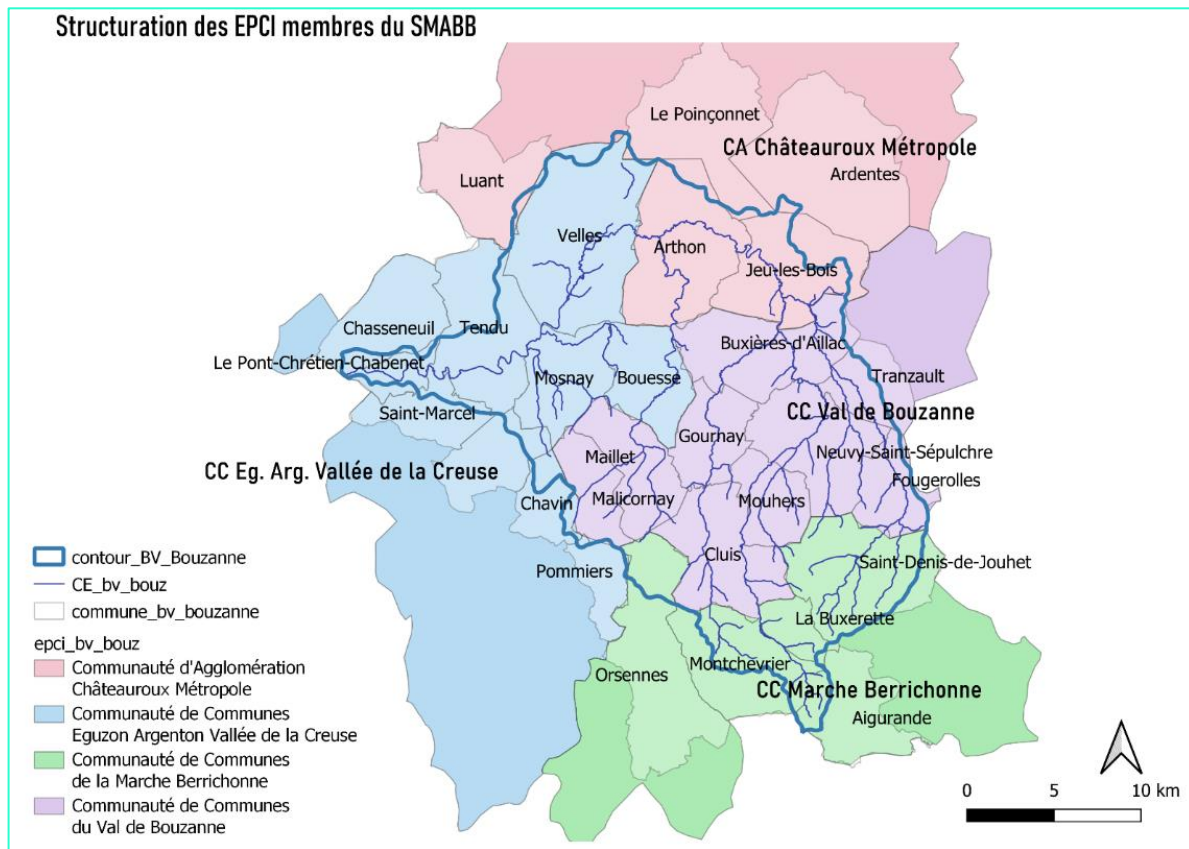 Structuration des EPCI membres du SMABB
Le Poinçonnet
CA Châteauroux Métropole
Ardentes
Luant
Velles
Arthon
Jeu-les-Bois
Chasseneuil
Tendu
Buxières-d'Aillac
Le Pont-Chrétien-Chabenet
Mosnay
Bouesse
Tranzault
Saint-Marcel
CC Val de Bouzanne
Gournay
Maillet
Neuvy-Saint-Sépulchre
CC Eg. Arg. Vallée de la Creuse
Fougerolles
Chavin
Malicornay
Mouhers
Cluis
Saint-Denis-de-Jouhet
Pommiers
La Buxerette
Montchevrier
Orsennes
CC Marche Berrichonne
Aigurande
contour_BV_Bouzanne
CE_bv_bouz
commune_bv_bouzanne
epci_bv_bouz
Communauté d'Agglomération
Châteauroux Métropole
Communauté de Communes
Eguzon Argenton Vallée de la Creuse
Communauté de Communes
de la Marche Berrichonne
Communauté de Communes
du Val de Bouzanne
0 5 10 km